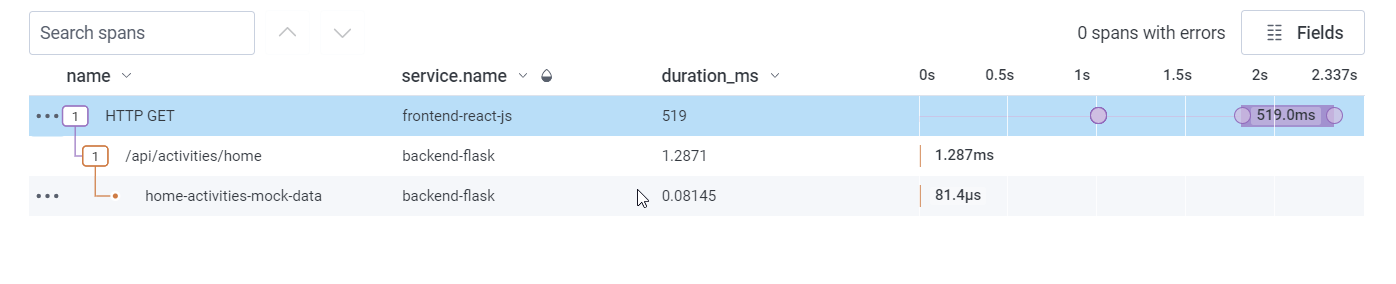 Search spans 0 spans with errors Fields
name service.name duration_ms 0s 0.5s 1s 1.5s 2s 2.337s
1 HTTP GET frontend-react-js 519 519.0ms
1 /api/activities/home backend-flask 1.2871 1.287ms
home-activities-mock-data backend-flask 0.08145 81.4μs